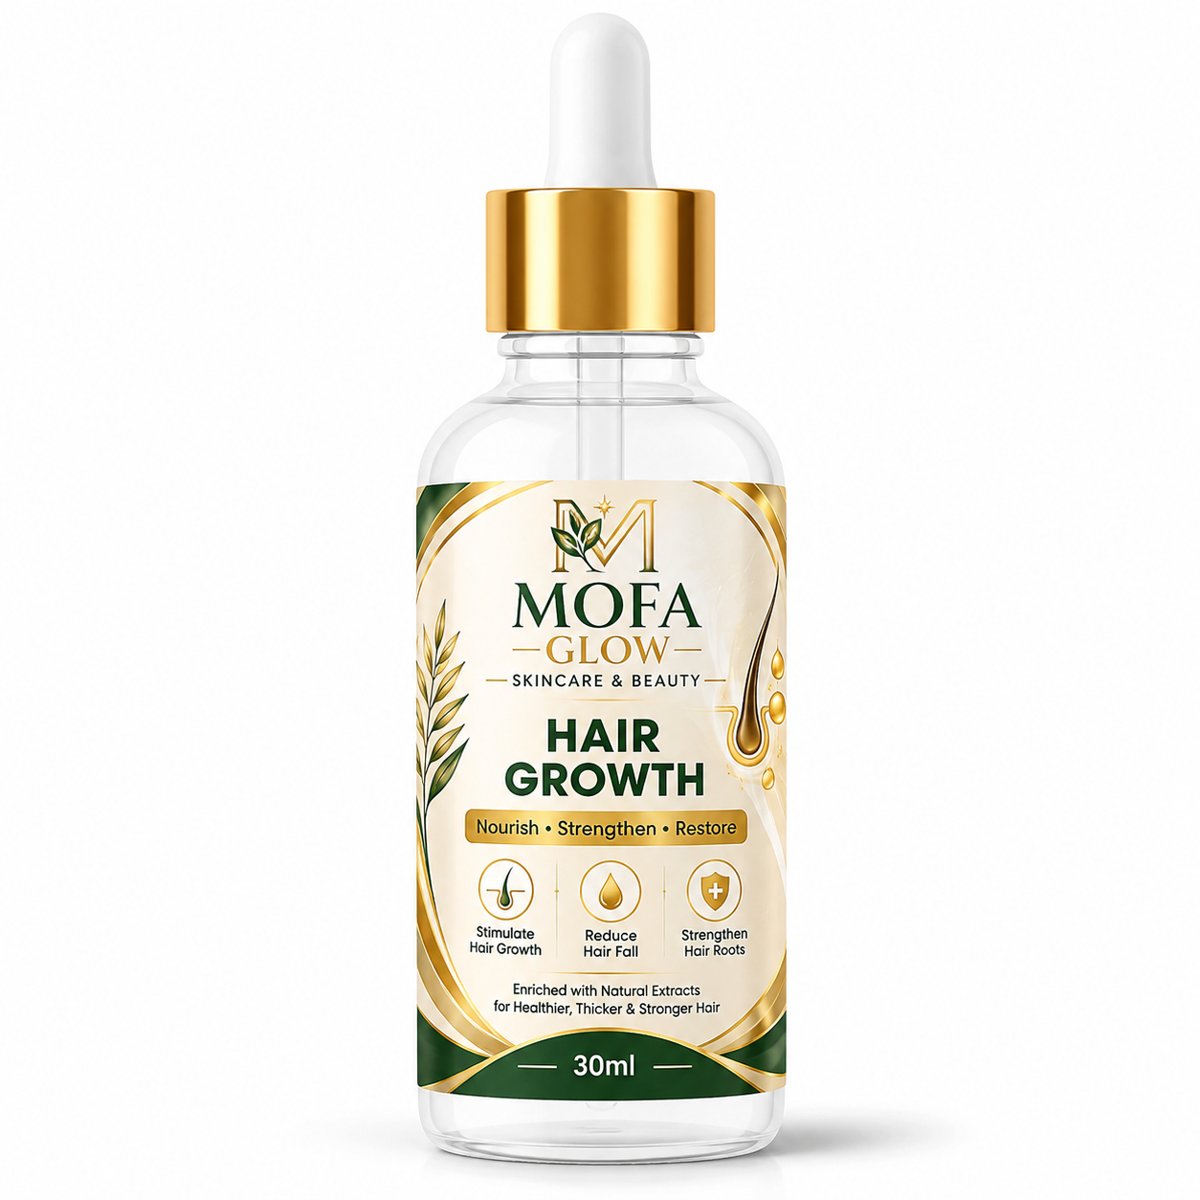 M
MOFA
GLOW
SKINCARE & BEAUTY
HAIR
GROWTH
Nourish • Strengthen • Restore
Stimulate
Hair Growth
Reduce
Hair Fall
Strengthen
Hair Roots
Enriched with Natural Extracts
for Healthier, Thicker & Stronger Hair
30ml